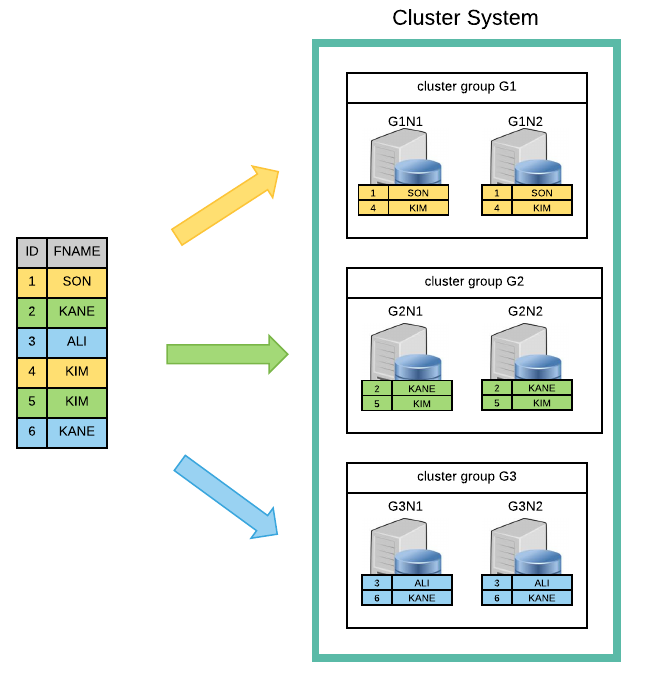 Cluster System
ID FNAME
1 SON
2 KANE
3 ALI
4 KIM
5 KIM
6 KANE
cluster group G1
G1N1 G1N2
1 SON 1 SON
4 KIM 4 KIM
cluster group G2
G2N1 G2N2
2 KANE 2 KANE
5 KIM 5 KIM
cluster group G3
G3N1 G3N2
3 ALI 3 ALI
6 KANE 6 KANE